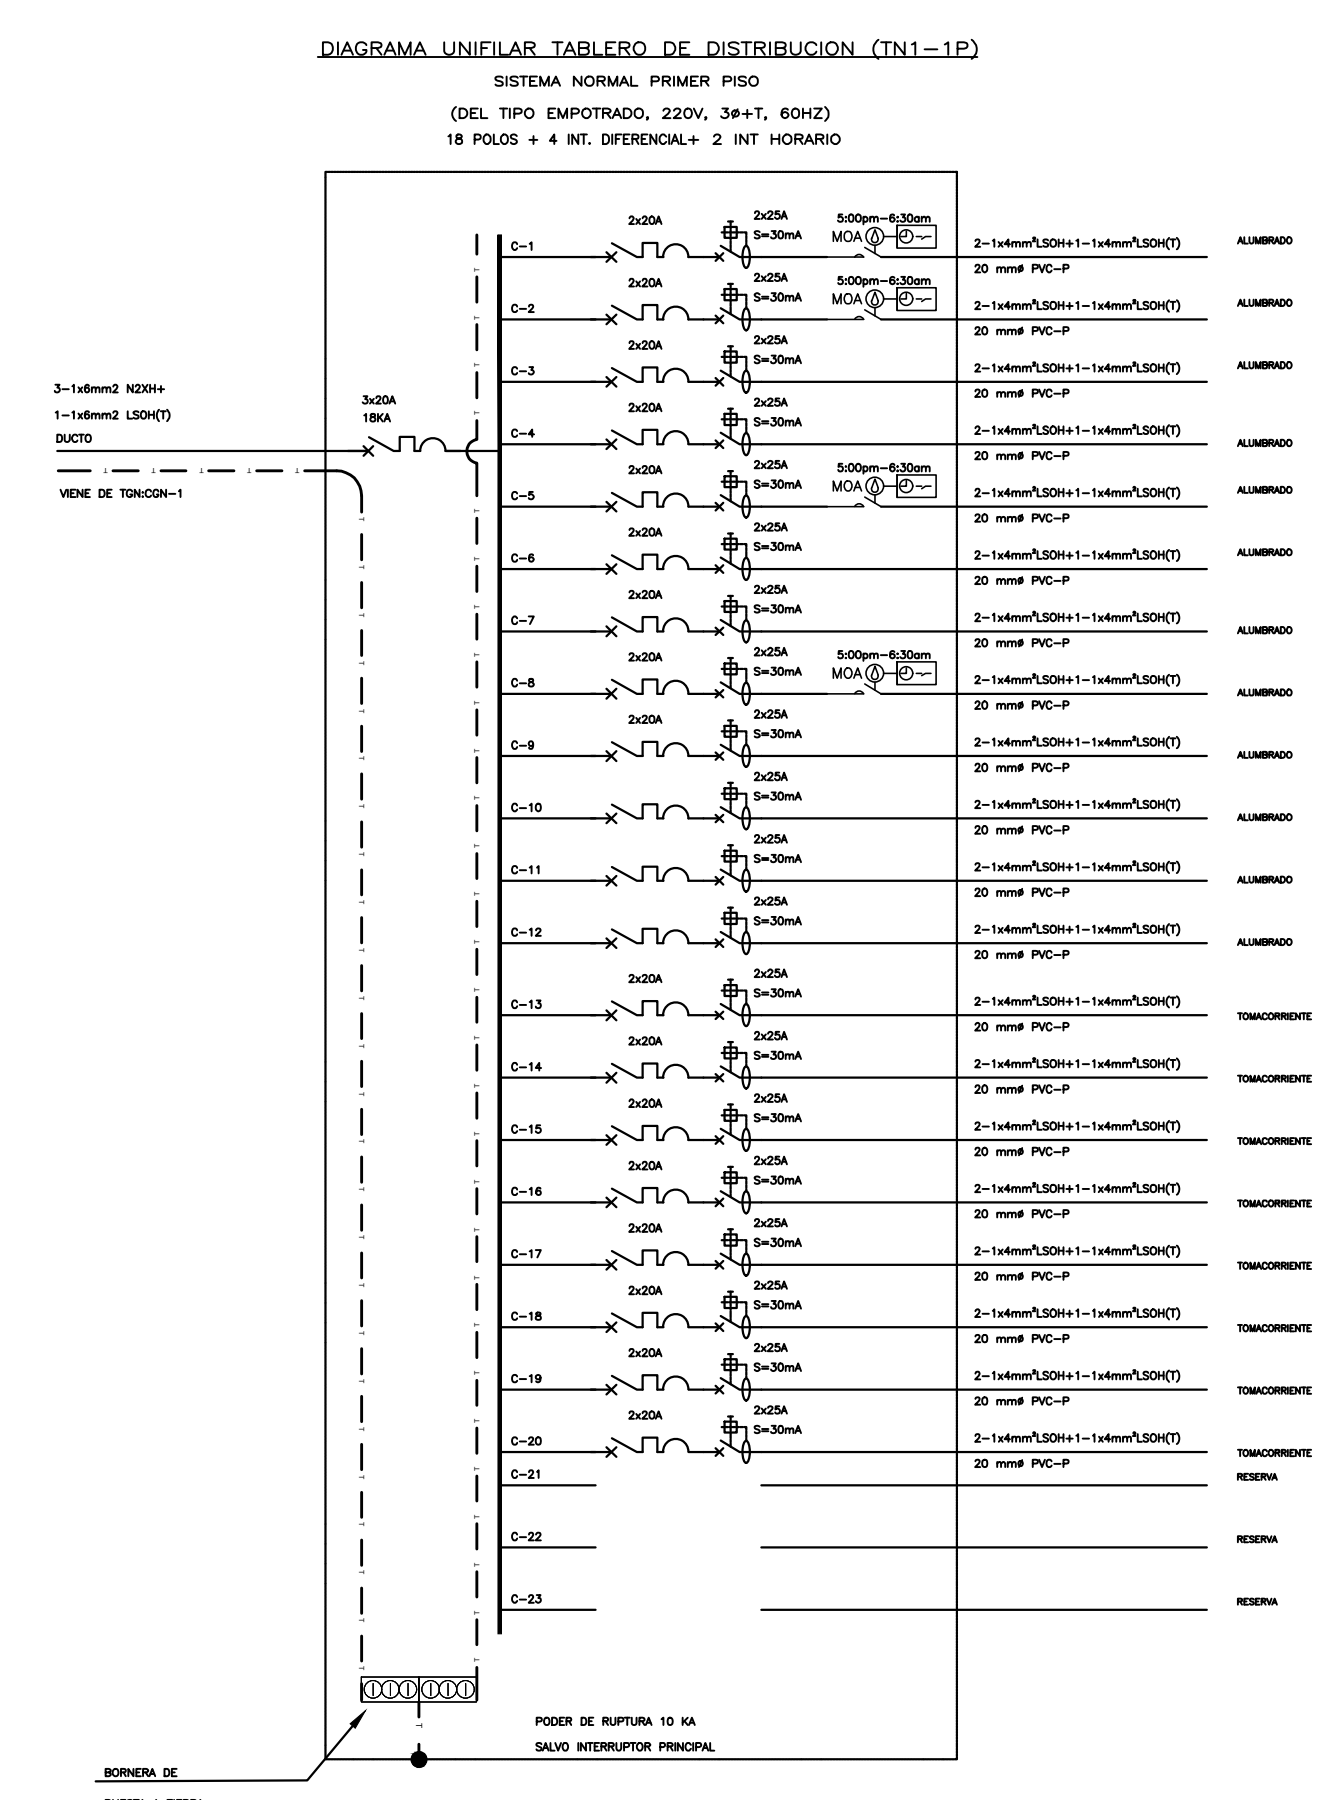 DIAGRAMA UNIFILAR TABLERO DE DISTRIBUCION (TN1-1P)
SISTEMA NORMAL PRIMER PISO
(DEL TIPO EMPOTRADO, 220V, 3ø+T, 60HZ)
18 POLOS + 4 INT. DIFERENCIAL+ 2 INT HORARIO
3-1x6mm2 N2XH+
1-1x6mm2 LSOH(T)
DUCTO
VIENE DE TGN:CGN-1
3x20A
18KA
C-1
2x20A
2x25A
S=30mA
5:00pm-6:30am
MOA
2-1x4mm²LSOH+1-1x4mm²LSOH(T)
20 mmø PVC-P
ALUMBRADO
C-2
2x20A
2x25A
S=30mA
5:00pm-6:30am
MOA
2-1x4mm²LSOH+1-1x4mm²LSOH(T)
20 mmø PVC-P
ALUMBRADO
C-3
2x20A
2x25A
S=30mA
2-1x4mm²LSOH+1-1x4mm²LSOH(T)
20 mmø PVC-P
ALUMBRADO
C-4
2x20A
2x25A
S=30mA
2-1x4mm²LSOH+1-1x4mm²LSOH(T)
20 mmø PVC-P
ALUMBRADO
C-5
2x20A
2x25A
S=30mA
5:00pm-6:30am
MOA
2-1x4mm²LSOH+1-1x4mm²LSOH(T)
20 mmø PVC-P
ALUMBRADO
C-6
2x20A
2x25A
S=30mA
2-1x4mm²LSOH+1-1x4mm²LSOH(T)
20 mmø PVC-P
ALUMBRADO
C-7
2x20A
2x25A
S=30mA
2-1x4mm²LSOH+1-1x4mm²LSOH(T)
20 mmø PVC-P
ALUMBRADO
C-8
2x20A
2x25A
S=30mA
5:00pm-6:30am
MOA
2-1x4mm²LSOH+1-1x4mm²LSOH(T)
20 mmø PVC-P
ALUMBRADO
C-9
2x20A
2x25A
S=30mA
2-1x4mm²LSOH+1-1x4mm²LSOH(T)
20 mmø PVC-P
ALUMBRADO
C-10
2x25A
S=30mA
2-1x4mm²LSOH+1-1x4mm²LSOH(T)
20 mmø PVC-P
ALUMBRADO
C-11
2x25A
S=30mA
2-1x4mm²LSOH+1-1x4mm²LSOH(T)
20 mmø PVC-P
ALUMBRADO
C-12
2x25A
S=30mA
2-1x4mm²LSOH+1-1x4mm²LSOH(T)
20 mmø PVC-P
ALUMBRADO
C-13
2x20A
2x25A
S=30mA
2-1x4mm²LSOH+1-1x4mm²LSOH(T)
20 mmø PVC-P
TOMACORRIENTE
C-14
2x20A
2x25A
S=30mA
2-1x4mm²LSOH+1-1x4mm²LSOH(T)
20 mmø PVC-P
TOMACORRIENTE
C-15
2x20A
2x25A
S=30mA
2-1x4mm²LSOH+1-1x4mm²LSOH(T)
20 mmø PVC-P
TOMACORRIENTE
C-16
2x20A
2x25A
S=30mA
2-1x4mm²LSOH+1-1x4mm²LSOH(T)
20 mmø PVC-P
TOMACORRIENTE
C-17
2x20A
2x25A
S=30mA
2-1x4mm²LSOH+1-1x4mm²LSOH(T)
20 mmø PVC-P
TOMACORRIENTE
C-18
2x20A
2x25A
S=30mA
2-1x4mm²LSOH+1-1x4mm²LSOH(T)
20 mmø PVC-P
TOMACORRIENTE
C-19
2x20A
2x25A
S=30mA
2-1x4mm²LSOH+1-1x4mm²LSOH(T)
20 mmø PVC-P
TOMACORRIENTE
C-20
2x20A
2x25A
S=30mA
2-1x4mm²LSOH+1-1x4mm²LSOH(T)
20 mmø PVC-P
TOMACORRIENTE
C-21
RESERVA
C-22
RESERVA
C-23
RESERVA
PODER DE RUPTURA 10 KA
SALVO INTERRUPTOR PRINCIPAL
BORNERA DE